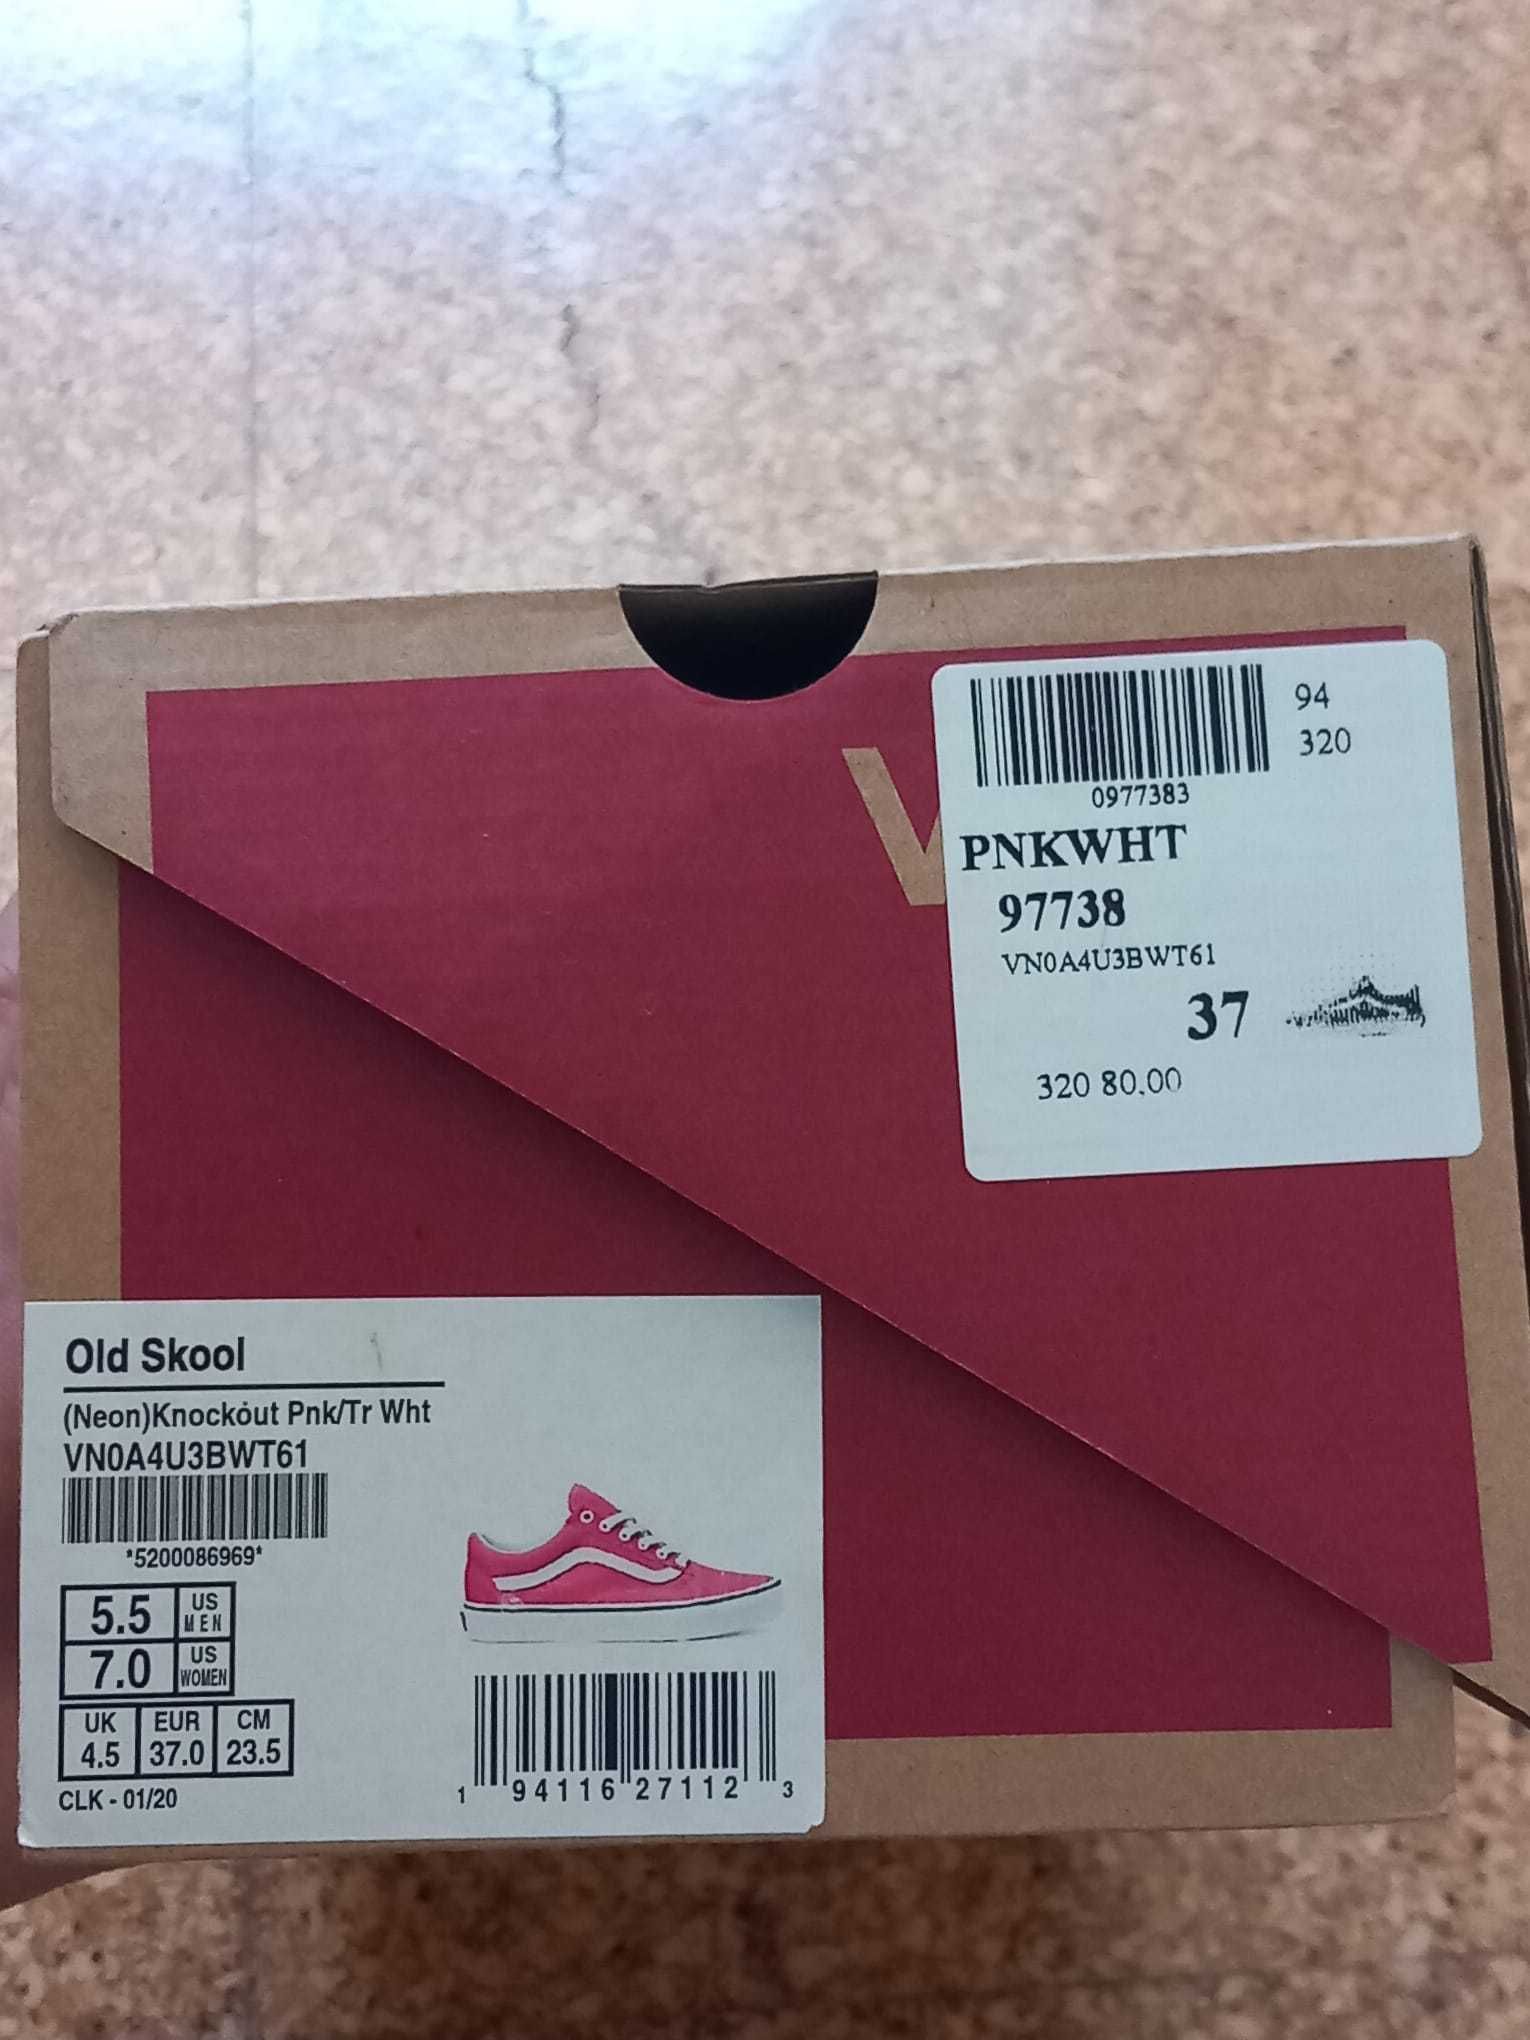 V
94
320
0977383
PNKWHT
97738
VN0A4U3BWT61
37
320 80,00
Old Skool
(Neon)Knockout Pnk/Tr Wht
VN0A4U3BWT61
*5200086969*
5.5 US MEN
7.0 US WOMEN
UK EUR CM
4.5 37.0 23.5
CLK - 01/20
1 94116 27112 3